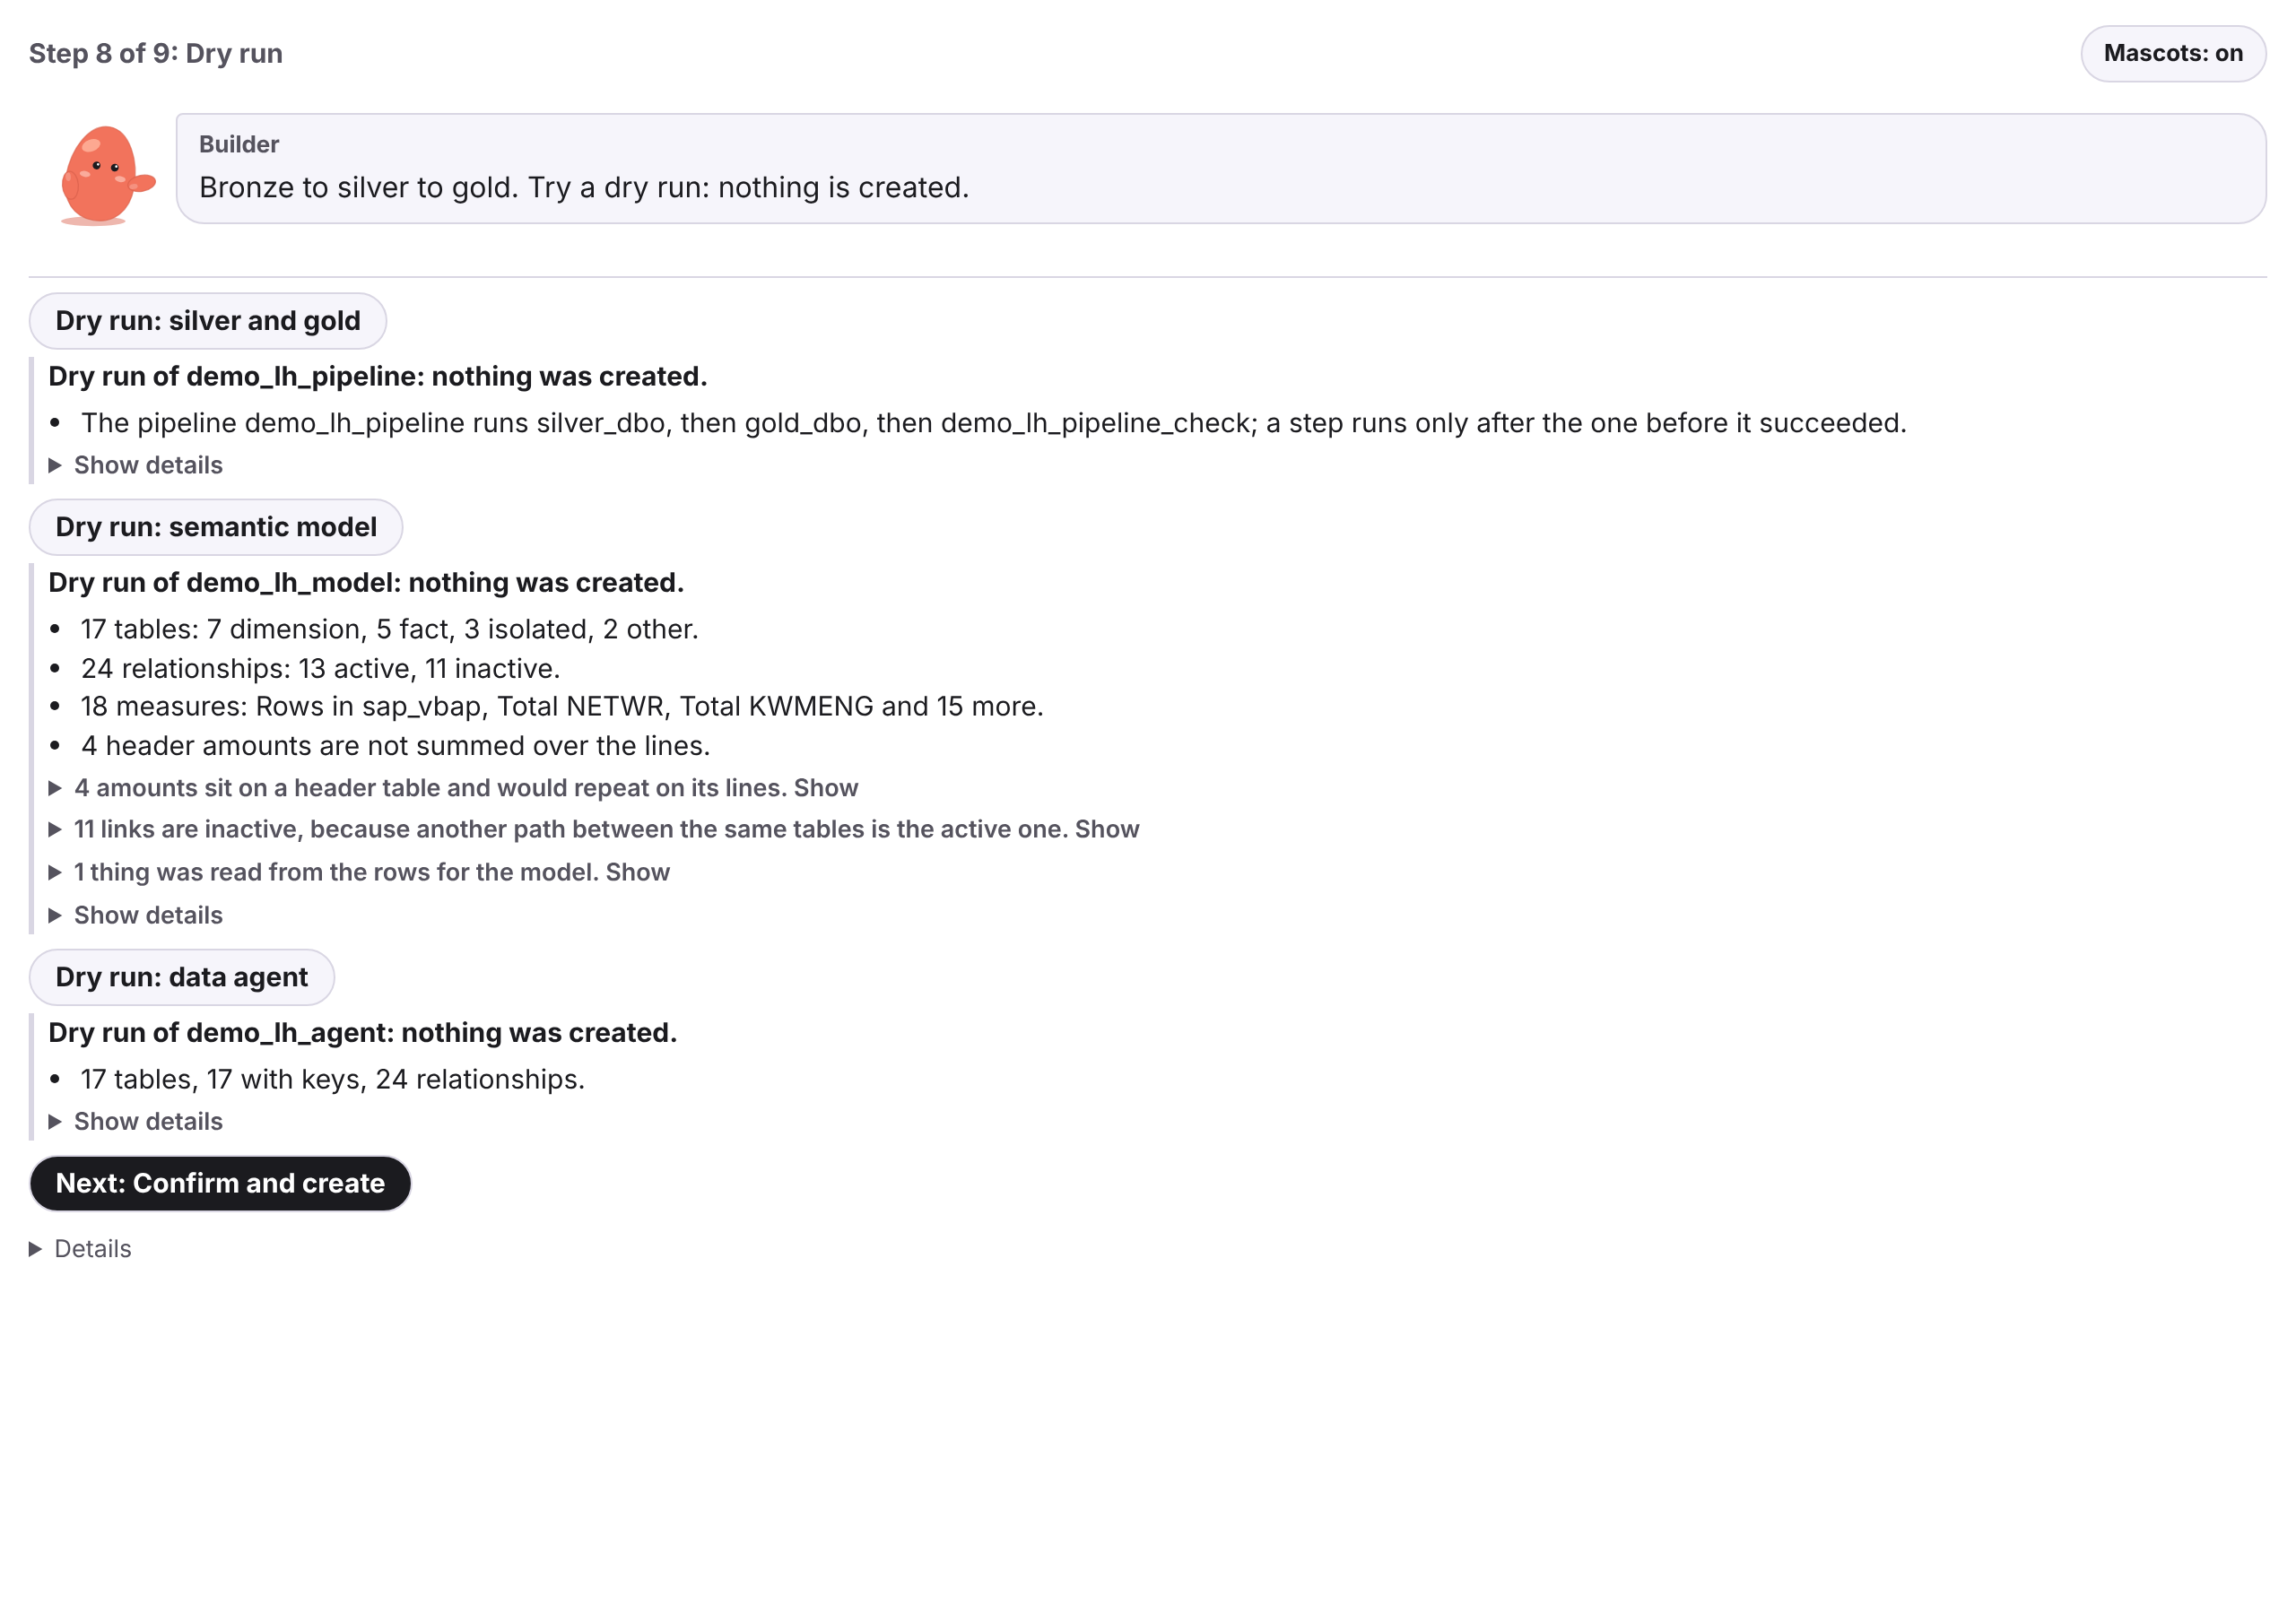 Step 8 of 9: Dry run
Mascots: on
Builder
Bronze to silver to gold. Try a dry run: nothing is created.
Dry run: silver and gold
Dry run of demo_lh_pipeline: nothing was created.
• The pipeline demo_lh_pipeline runs silver_dbo, then gold_dbo, then demo_lh_pipeline_check; a step runs only after the one before it succeeded.
Show details
Dry run: semantic model
Dry run of demo_lh_model: nothing was created.
• 17 tables: 7 dimension, 5 fact, 3 isolated, 2 other.
• 24 relationships: 13 active, 11 inactive.
• 18 measures: Rows in sap_vbap, Total NETWR, Total KWMENG and 15 more.
• 4 header amounts are not summed over the lines.
4 amounts sit on a header table and would repeat on its lines. Show
11 links are inactive, because another path between the same tables is the active one. Show
1 thing was read from the rows for the model. Show
Show details
Dry run: data agent
Dry run of demo_lh_agent: nothing was created.
• 17 tables, 17 with keys, 24 relationships.
Show details
Next: Confirm and create
Details